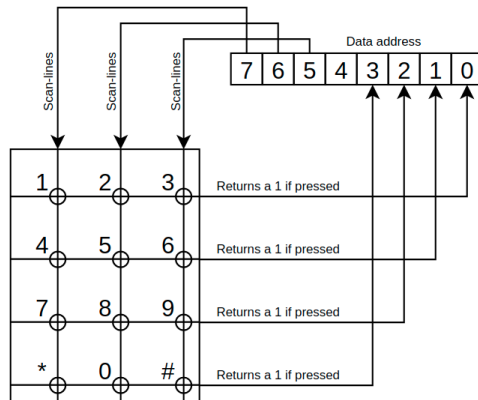 Data address
7 6 5 4 3 2 1 0
Scan-lines
Scan-lines
Scan-lines
1 2 3
Returns a 1 if pressed
4 5 6
Returns a 1 if pressed
7 8 9
Returns a 1 if pressed
* 0 #
Returns a 1 if pressed